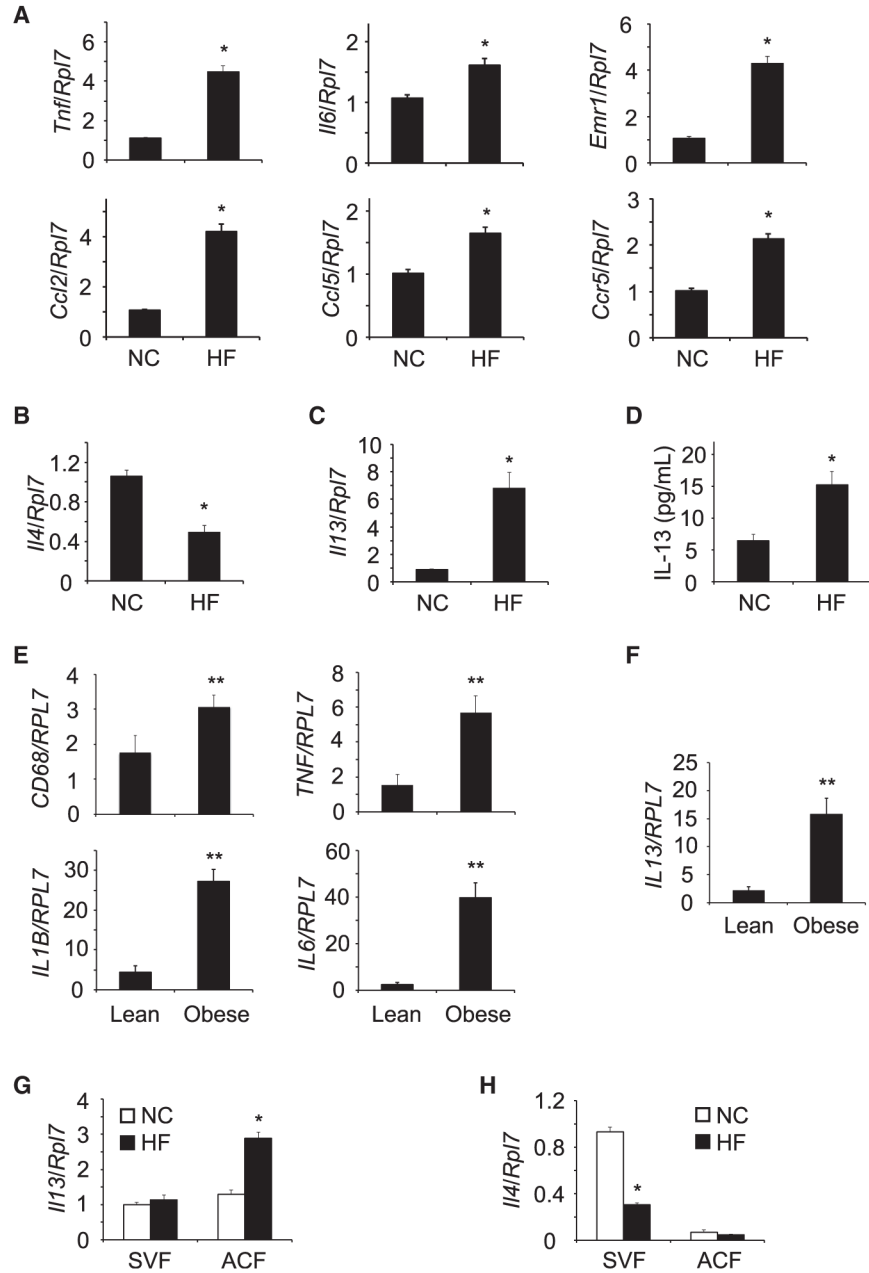 A
Tnf/Rpl7
6
4
2
0
*
Il6/Rpl7
2
1
0
*
Emr1/Rpl7
6
4
2
0
*
Ccl2/Rpl7
4
2
0
*
NC HF
Ccl5/Rpl7
2
1
0
*
NC HF
Ccr5/Rpl7
3
2
1
0
*
NC HF
B
Il4/Rpl7
1.2
0.8
0.4
0
*
NC HF
C
Il13/Rpl7
10
8
6
4
2
0
*
NC HF
D
IL-13 (pg/mL)
20
15
10
5
0
*
NC HF
E
CD68/RPL7
4
3
2
1
0
**
TNF/RPL7
8
6
4
2
0
**
IL1B/RPL7
30
20
10
0
**
Lean Obese
IL6/RPL7
60
40
20
0
**
Lean Obese
F
IL13/RPL7
25
20
15
10
5
0
**
Lean Obese
G
Il13/Rpl7
4
3
2
1
0
NC
HF
*
SVF ACF
H
Il4/Rpl7
1.2
0.8
0.4
0
NC
HF
*
SVF ACF